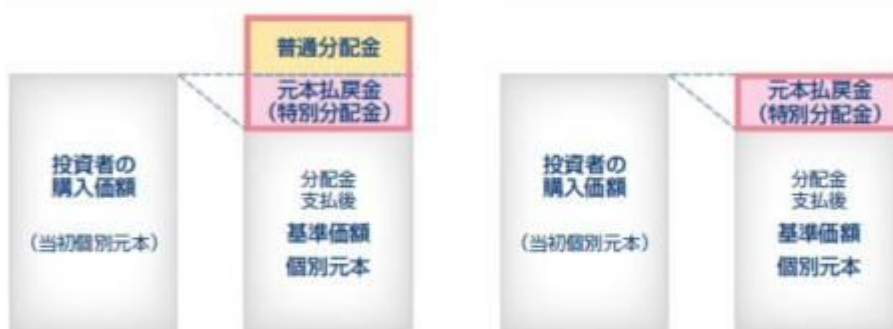 普通分配金
元本払戻金
（特別分配金）
投資者の
購入価額
（当初個別元本）
分配金
支払後
基準価額
個別元本
元本払戻金
（特別分配金）
投資者の
購入価額
（当初個別元本）
分配金
支払後
基準価額
個別元本